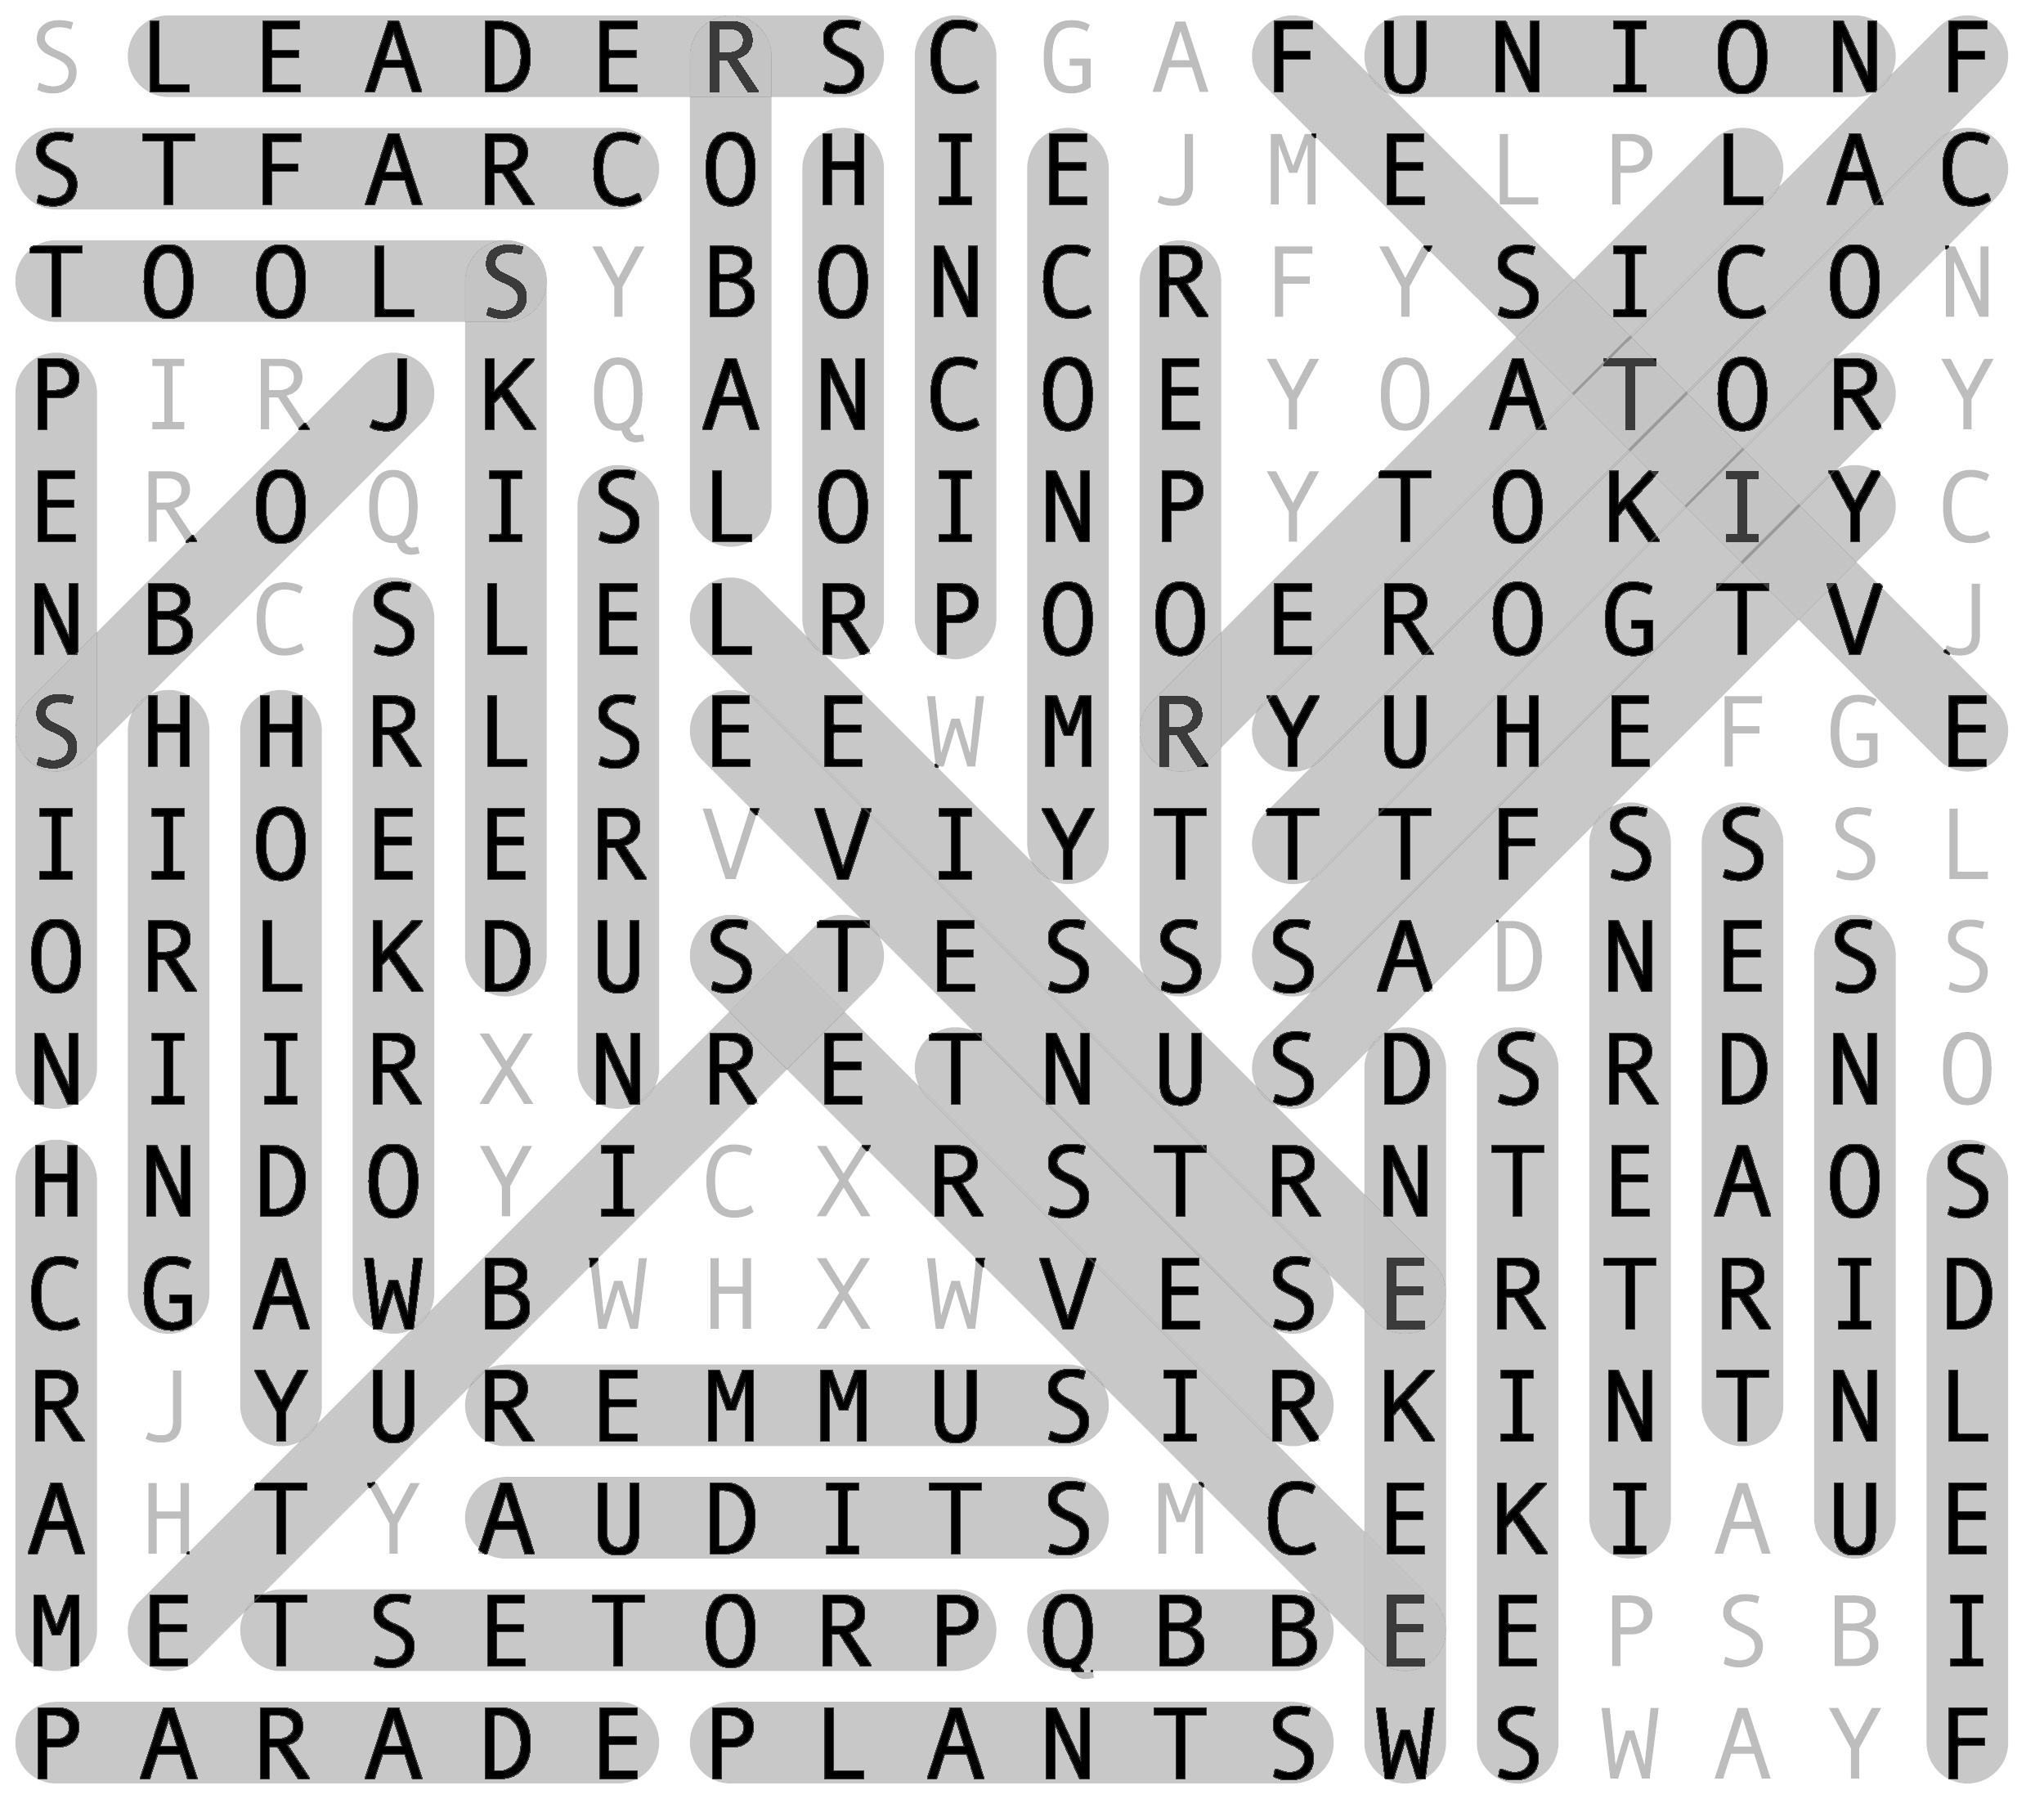 S L E A D E R S C G A F U N I O N F
S T F A R C O H I E J M E L P L A C
T O O L S Y B O N C R F Y S I C O N
P I R J K Q A N C O E Y O A T O R Y
E R O Q I S L O I N P Y T O K I Y C
N B C S L E L R P O O E R O G T V J
S H H R L S E E W M R Y U H E F G E
I I O E E R V V I Y T T T F S S S L
O R L K D U S T E S S S A D N E S S
N I I R X N R E T N U S D S R D N O
H N D O Y I C X R S T R N T E A O S
C G A W B W H X W V E S E R T R I D
R J Y U R E M M U S I R K I N T N L
A H T Y A U D I T S M C E K I A U E
M E T S E T O R P Q B B E E P S B I
P A R A D E P L A N T S W S W A Y F